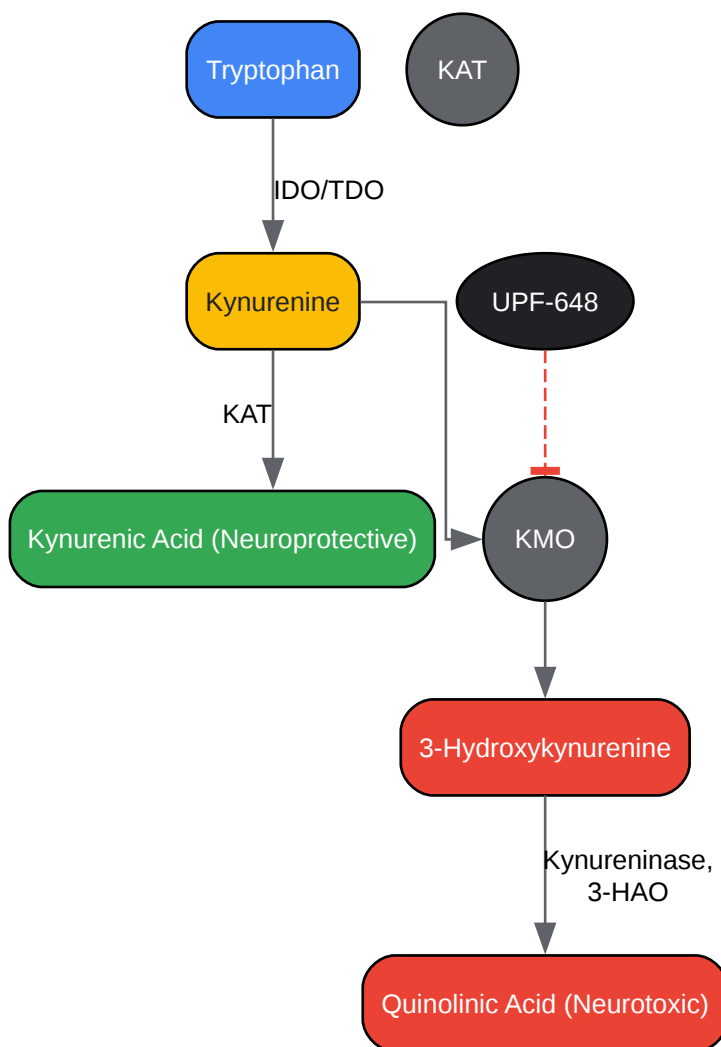 Tryptophan
KAT
IDO/TDO
Kynurenine
UPF-648
KAT
Kynurenic Acid (Neuroprotective)
KMO
3-Hydroxykynurenine
Kynureninase,
3-HAO
Quinolinic Acid (Neurotoxic)